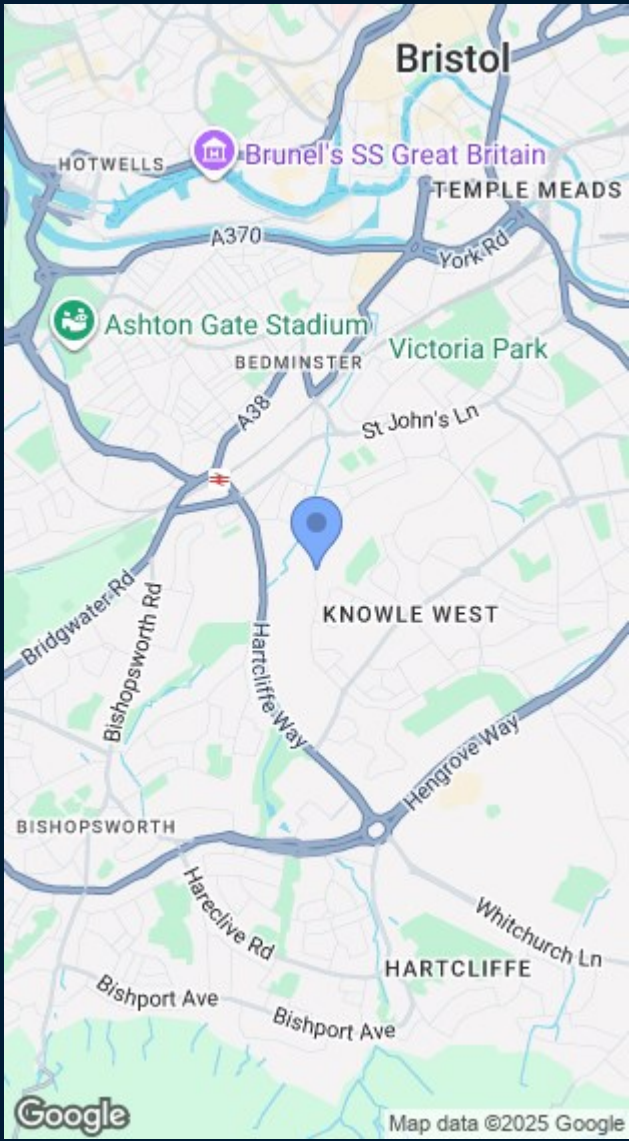 Bristol
HOTWELLS
Brunel's SS Great Britain
TEMPLE MEADS
A370
York Rd
Ashton Gate Stadium
BEDMINSTER
Victoria Park
A38
St John's Ln
Bridgwater Rd
Bishopsworth Rd
KNOWLE WEST
Hartcliffe Way
Hengrove Way
BISHOPSWORTH
Hareclive Rd
Whitchurch Ln
HARTCLIFFE
Bishport Ave
Bishport Ave
Google
Map data ©2025 Google